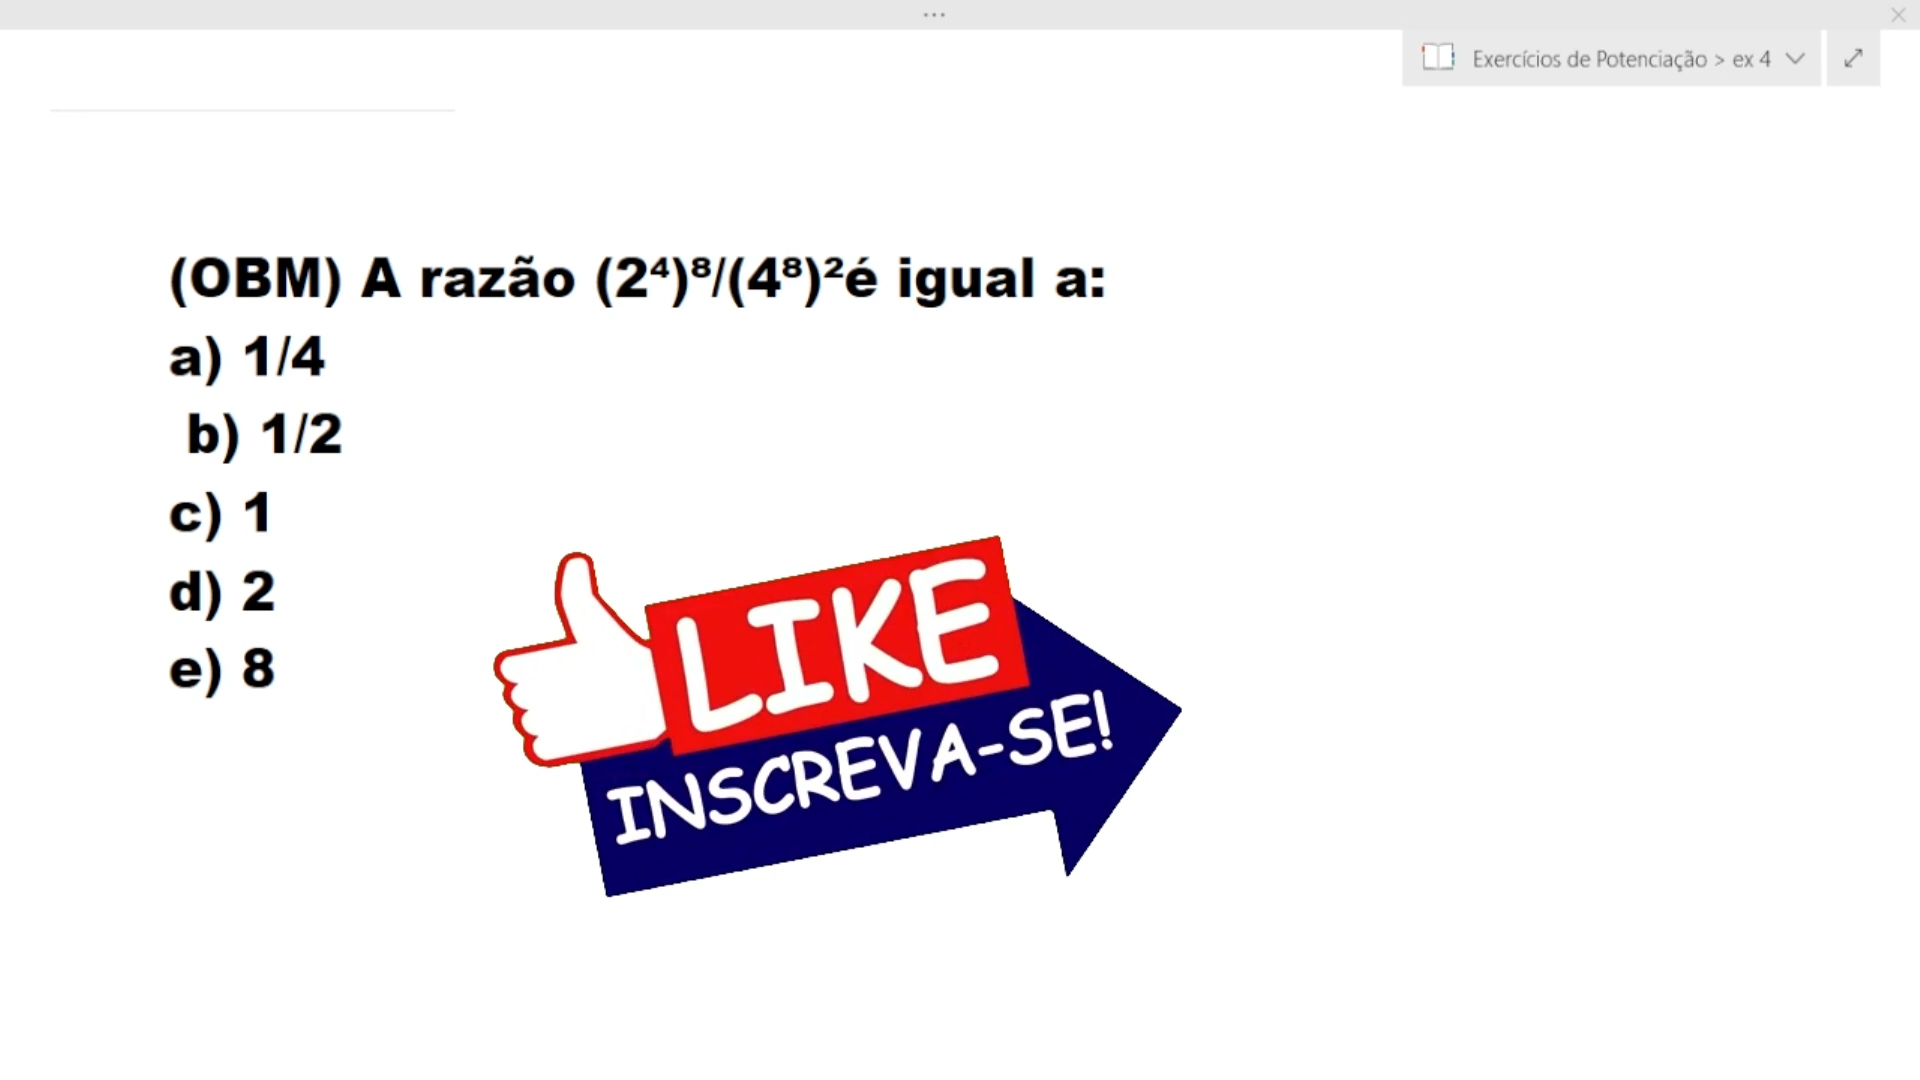 Exercícios de Potenciação > ex 4
(OBM) A razão (2⁴)⁸/(4⁸)²é igual a:
a) 1/4
b) 1/2
c) 1
d) 2
e) 8
LIKE
INSCREVA-SE!